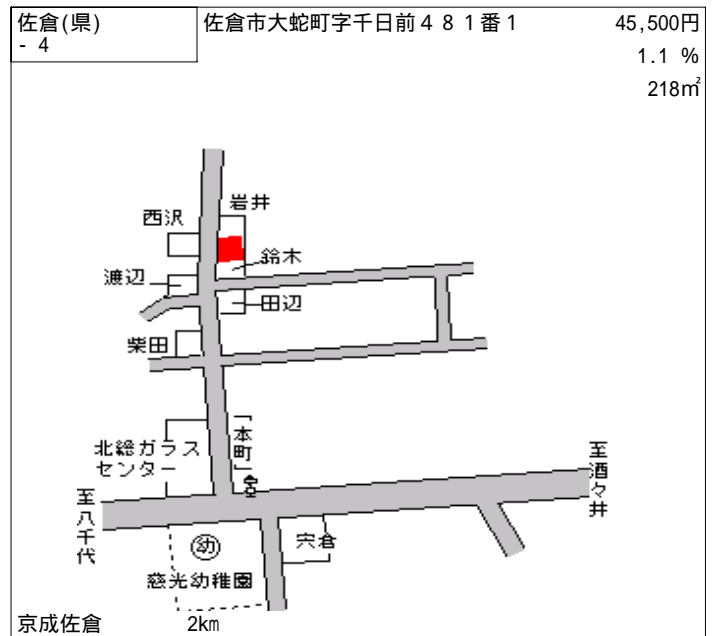 佐倉(県)
- 4
佐倉市大蛇町字千日前４８１番１
45,500円
1.1 %
218㎡
岩井
西沢
鈴木
渡辺
田辺
柴田
北総ガラス
センター
「本町」
至酒々井
至八千代
宍倉
幼
慈光幼稚園
京成佐倉 2km